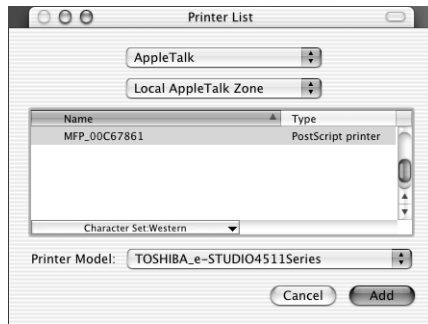 Printer List
AppleTalk
Local AppleTalk Zone
Name Type
MFP_00C67861 PostScript printer
Character Set:Western
Printer Model: TOSHIBA_e-STUDIO4511Series
Cancel Add